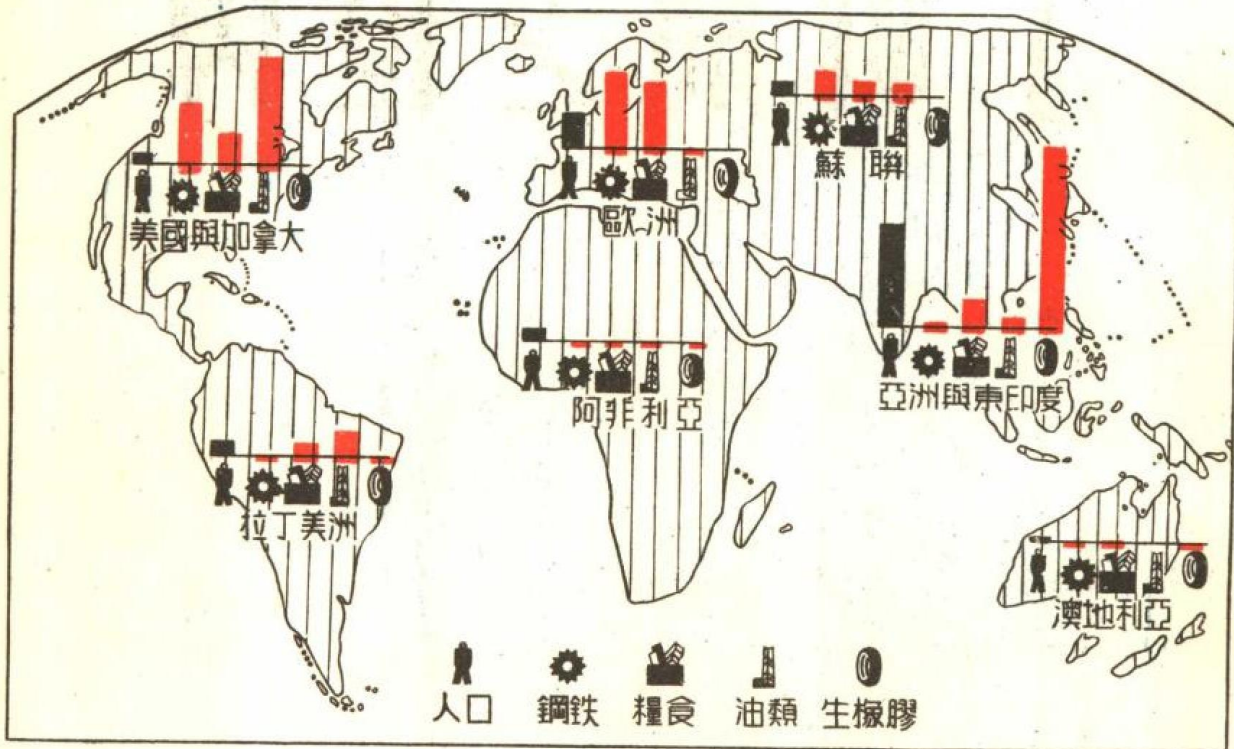 美國與加拿大
歐洲
蘇聯
阿非利亞
亞洲與東印度
拉丁美洲
澳地利亞
人口 鋼鉄 糧食 油類 生橡膠